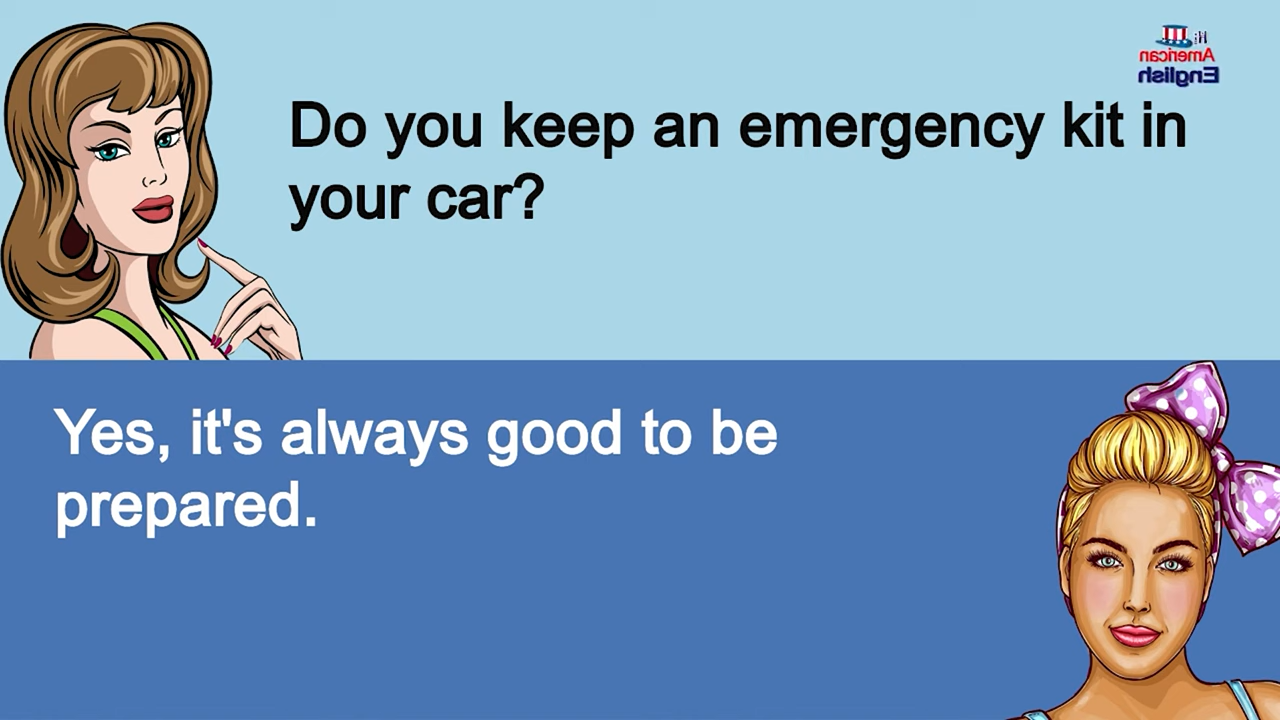 American
English
Do you keep an emergency kit in
your car?
Yes, it's always good to be
prepared.